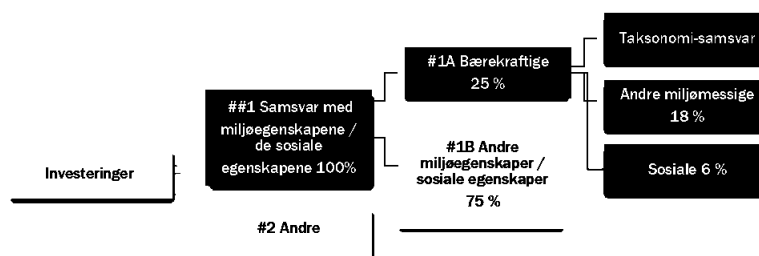 Investeringer
##1 Samsvar med
miljøegenskapene /
de sosiale
egenskapene 100%
#2 Andre
#1A Bærekraftige
25 %
#1B Andre
miljøegenskaper /
sosiale egenskaper
75 %
Taksonomi-samsvar
Andre miljømessige
18 %
Sosiale 6 %